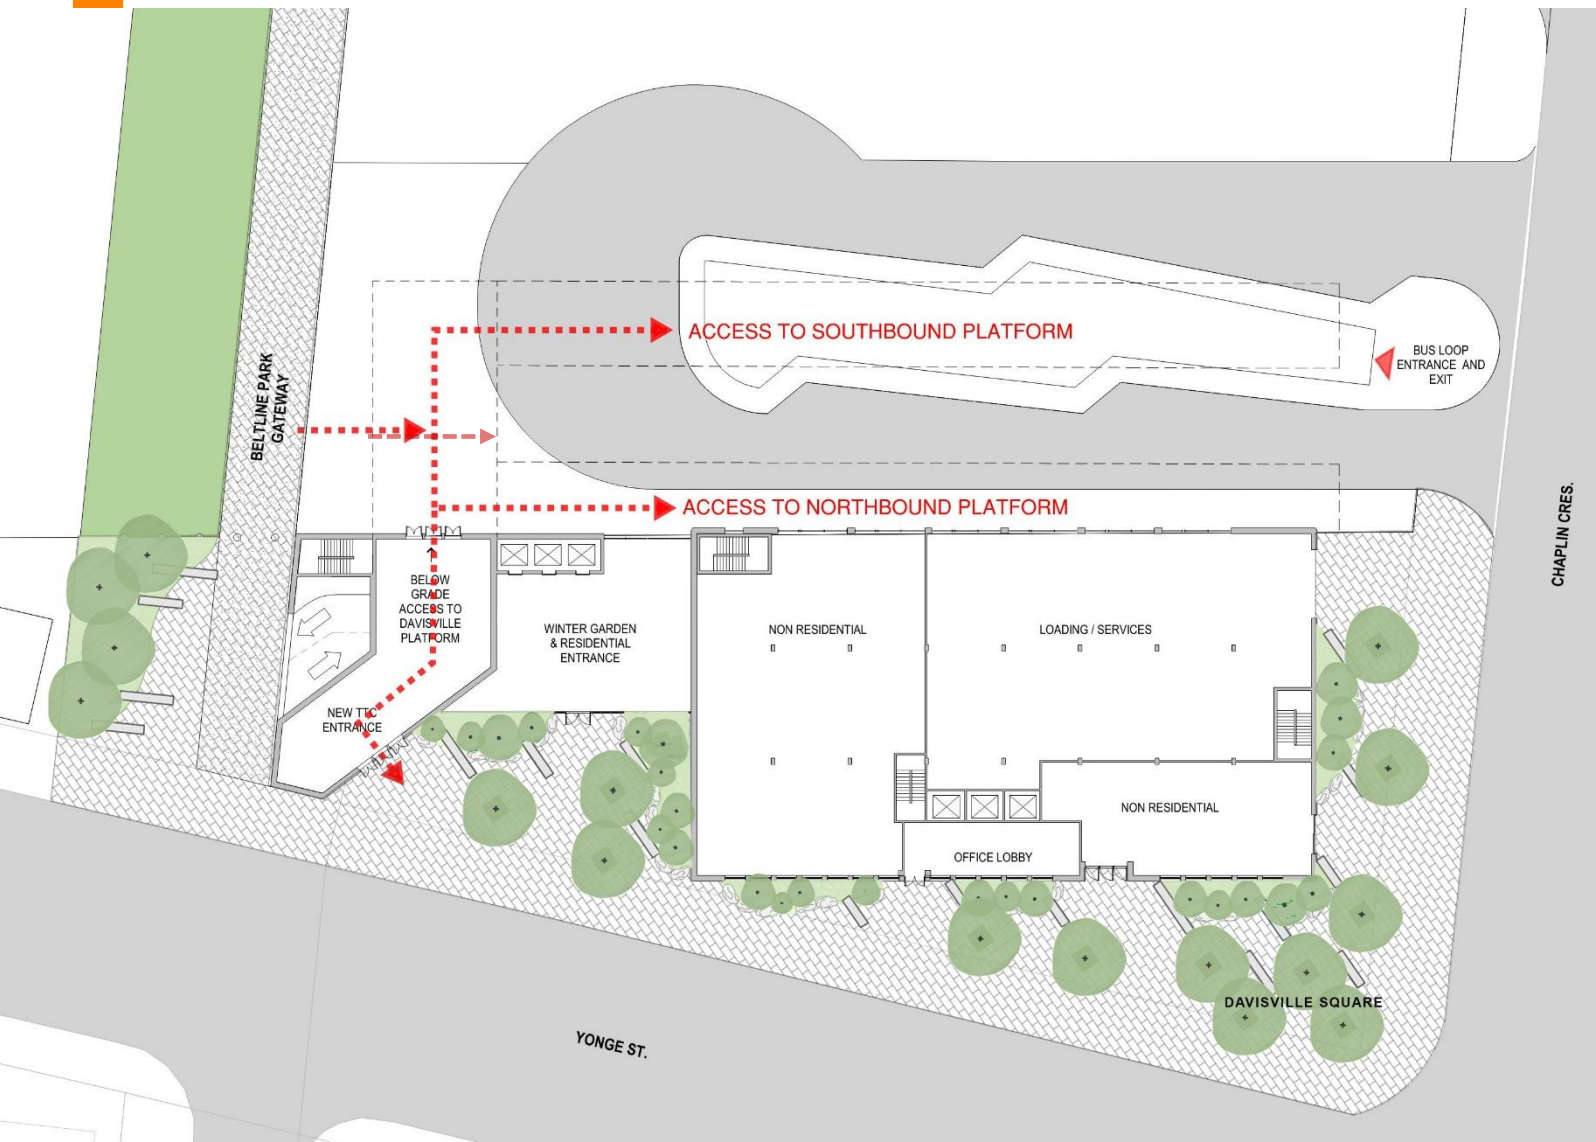 ACCESS TO SOUTHBOUND PLATFORM
BUS LOOP
ENTRANCE AND
EXIT
BELTLINE PARK
GATEWAY
ACCESS TO NORTHBOUND PLATFORM
CHAPLIN CRES.
BELOW
GRADE
ACCESS TO
DAVISVILLE
PLATFORM
WINTER GARDEN
& RESIDENTIAL
ENTRANCE
NON RESIDENTIAL
LOADING / SERVICES
NEW TTC
ENTRANCE
NON RESIDENTIAL
OFFICE LOBBY
DAVISVILLE SQUARE
YONGE ST.